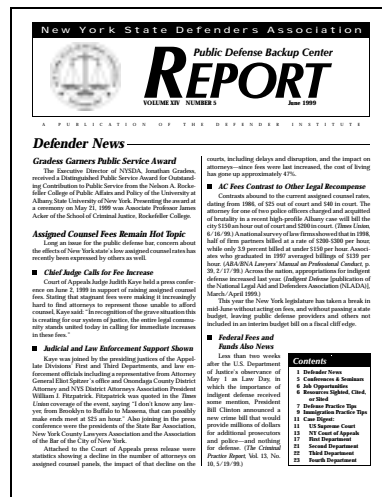 New York State Defenders Association
Public Defense Backup Center
REPORT
VOLUME XIV NUMBER 5 June 1999
A PUBLICATION OF THE DEFENDER INSTITUTE
Defender News
Gradess Garners Public Service Award
The Executive Director of NYSDA, Jonathan Gradess,
received a Distinguished Public Service Award for Outstand-
ing Contribution to Public Service from the Nelson A. Rocke-
feller College of Public Affairs and Policy of the University at
Albany, State University of New York. Presenting the award at
a ceremony on May 21, 1999 was Associate Professor James
Acker of the School of Criminal Justice, Rockefeller College.
Assigned Counsel Fees Remain Hot Topic
Long an issue for the public defense bar, concern about
the effects of New York state's low assigned counsel rates has
recently been expressed by others as well.
■ Chief Judge Calls for Fee Increase
Court of Appeals Judge Judith Kaye held a press confer-
ence on June 2, 1999 in support of raising assigned counsel
fees. Stating that stagnant fees were making it increasingly
hard to find attorneys to represent those unable to afford
counsel, Kaye said: "In recognition of the grave situation this
is creating for our system of justice, the entire legal commu-
nity stands united today in calling for immediate increases
in these fees."
■ Judicial and Law Enforcement Support Shown
Kaye was joined by the presiding justices of the Appel-
late Divisions' First and Third Departments, and law en-
forcement officials including a representative from Attorney
General Eliot Spitzer's office and Onondaga County District
Attorney and NYS District Attorneys Association President
William J. Fitzpatrick. Fitzpatrick was quoted in the Times
Union coverage of the event, saying "I don't know any law-
yer, from Brooklyn to Buffalo to Massena, that can possibly
make ends meet at $25 an hour." Also joining in the press
conference were the presidents of the State Bar Association,
New York County Lawyers Association and the Association
of the Bar of the City of New York.
Attached to the Court of Appeals press release were
statistics showing a decline in the number of attorneys on
assigned counsel panels, the impact of that decline on the
courts, including delays and disruption, and the impact on
attorneys—since fees were last increased, the cost of living
has gone up approximately 47%.
■ AC Fees Contrast to Other Legal Recompense
Contrasts abound to the current assigned counsel rates,
dating from 1986, of $25 out of court and $40 in court. The
attorney for one of two police officers charged and acquitted
of brutality in a recent high-profile Albany case will bill the
city $150 an hour out of court and $200 in court. (Times Union,
6/16/99.) A national survey of law firms showed that in 1998,
half of firm partners billed at a rate of $200-$300 per hour,
while only 3.9 percent billed at under $150 per hour. Associ-
ates who graduated in 1997 averaged billings of $139 per
hour. (ABA/BNA Lawyers' Manual on Professional Conduct, p.
39, 2/17/99.) Across the nation, appropriations for indigent
defense increased last year. (Indigent Defense [publication of
the National Legal Aid and Defenders Association (NLADA)],
March/April 1999.)
This year the New York legislature has taken a break in
mid-June without acting on fees, and without passing a state
budget, leaving public defense providers and others not
included in an interim budget bill on a fiscal cliff edge.
■ Federal Fees and
Funds Also News
Less than two weeks
after the U.S. Department
of Justice's observance of
May 1 as Law Day, in
which the importance of
indigent defense received
some mention, President
Bill Clinton announced a
new crime bill that would
provide millions of dollars
for additional prosecutors
and police—and nothing
for defense. (The Criminal
Practice Report, Vol. 13, No.
10, 5/19/99.)
Contents
1 Defender News
5 Conferences & Seminars
6 Job Opportunities
6 Resources Sighted, Cited,
or Sited
7 Defense Practice Tips
9 Immigration Practice Tips
11 Case Digest:
11 US Supreme Court
13 NY Court of Appeals
17 First Department
21 Second Department
22 Third Department
23 Fourth Department